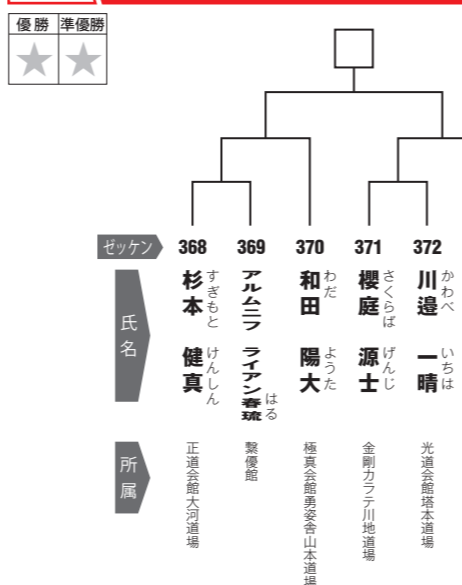 優勝 準優勝
ゼッケン 368 369 370 371 372
氏名
杉本 健真
すぎもと けんしん
アルムニフ ライアン春琉
はる
和田 陽大
わだ ようた
櫻庭 源士
さくらば げんじ
川邉 一晴
かわべ いちは
所属
正道会館大河道場
繋優館
極真会館勇姿舎山本道場
金剛カラテ川地道場
光道会館塔本道場